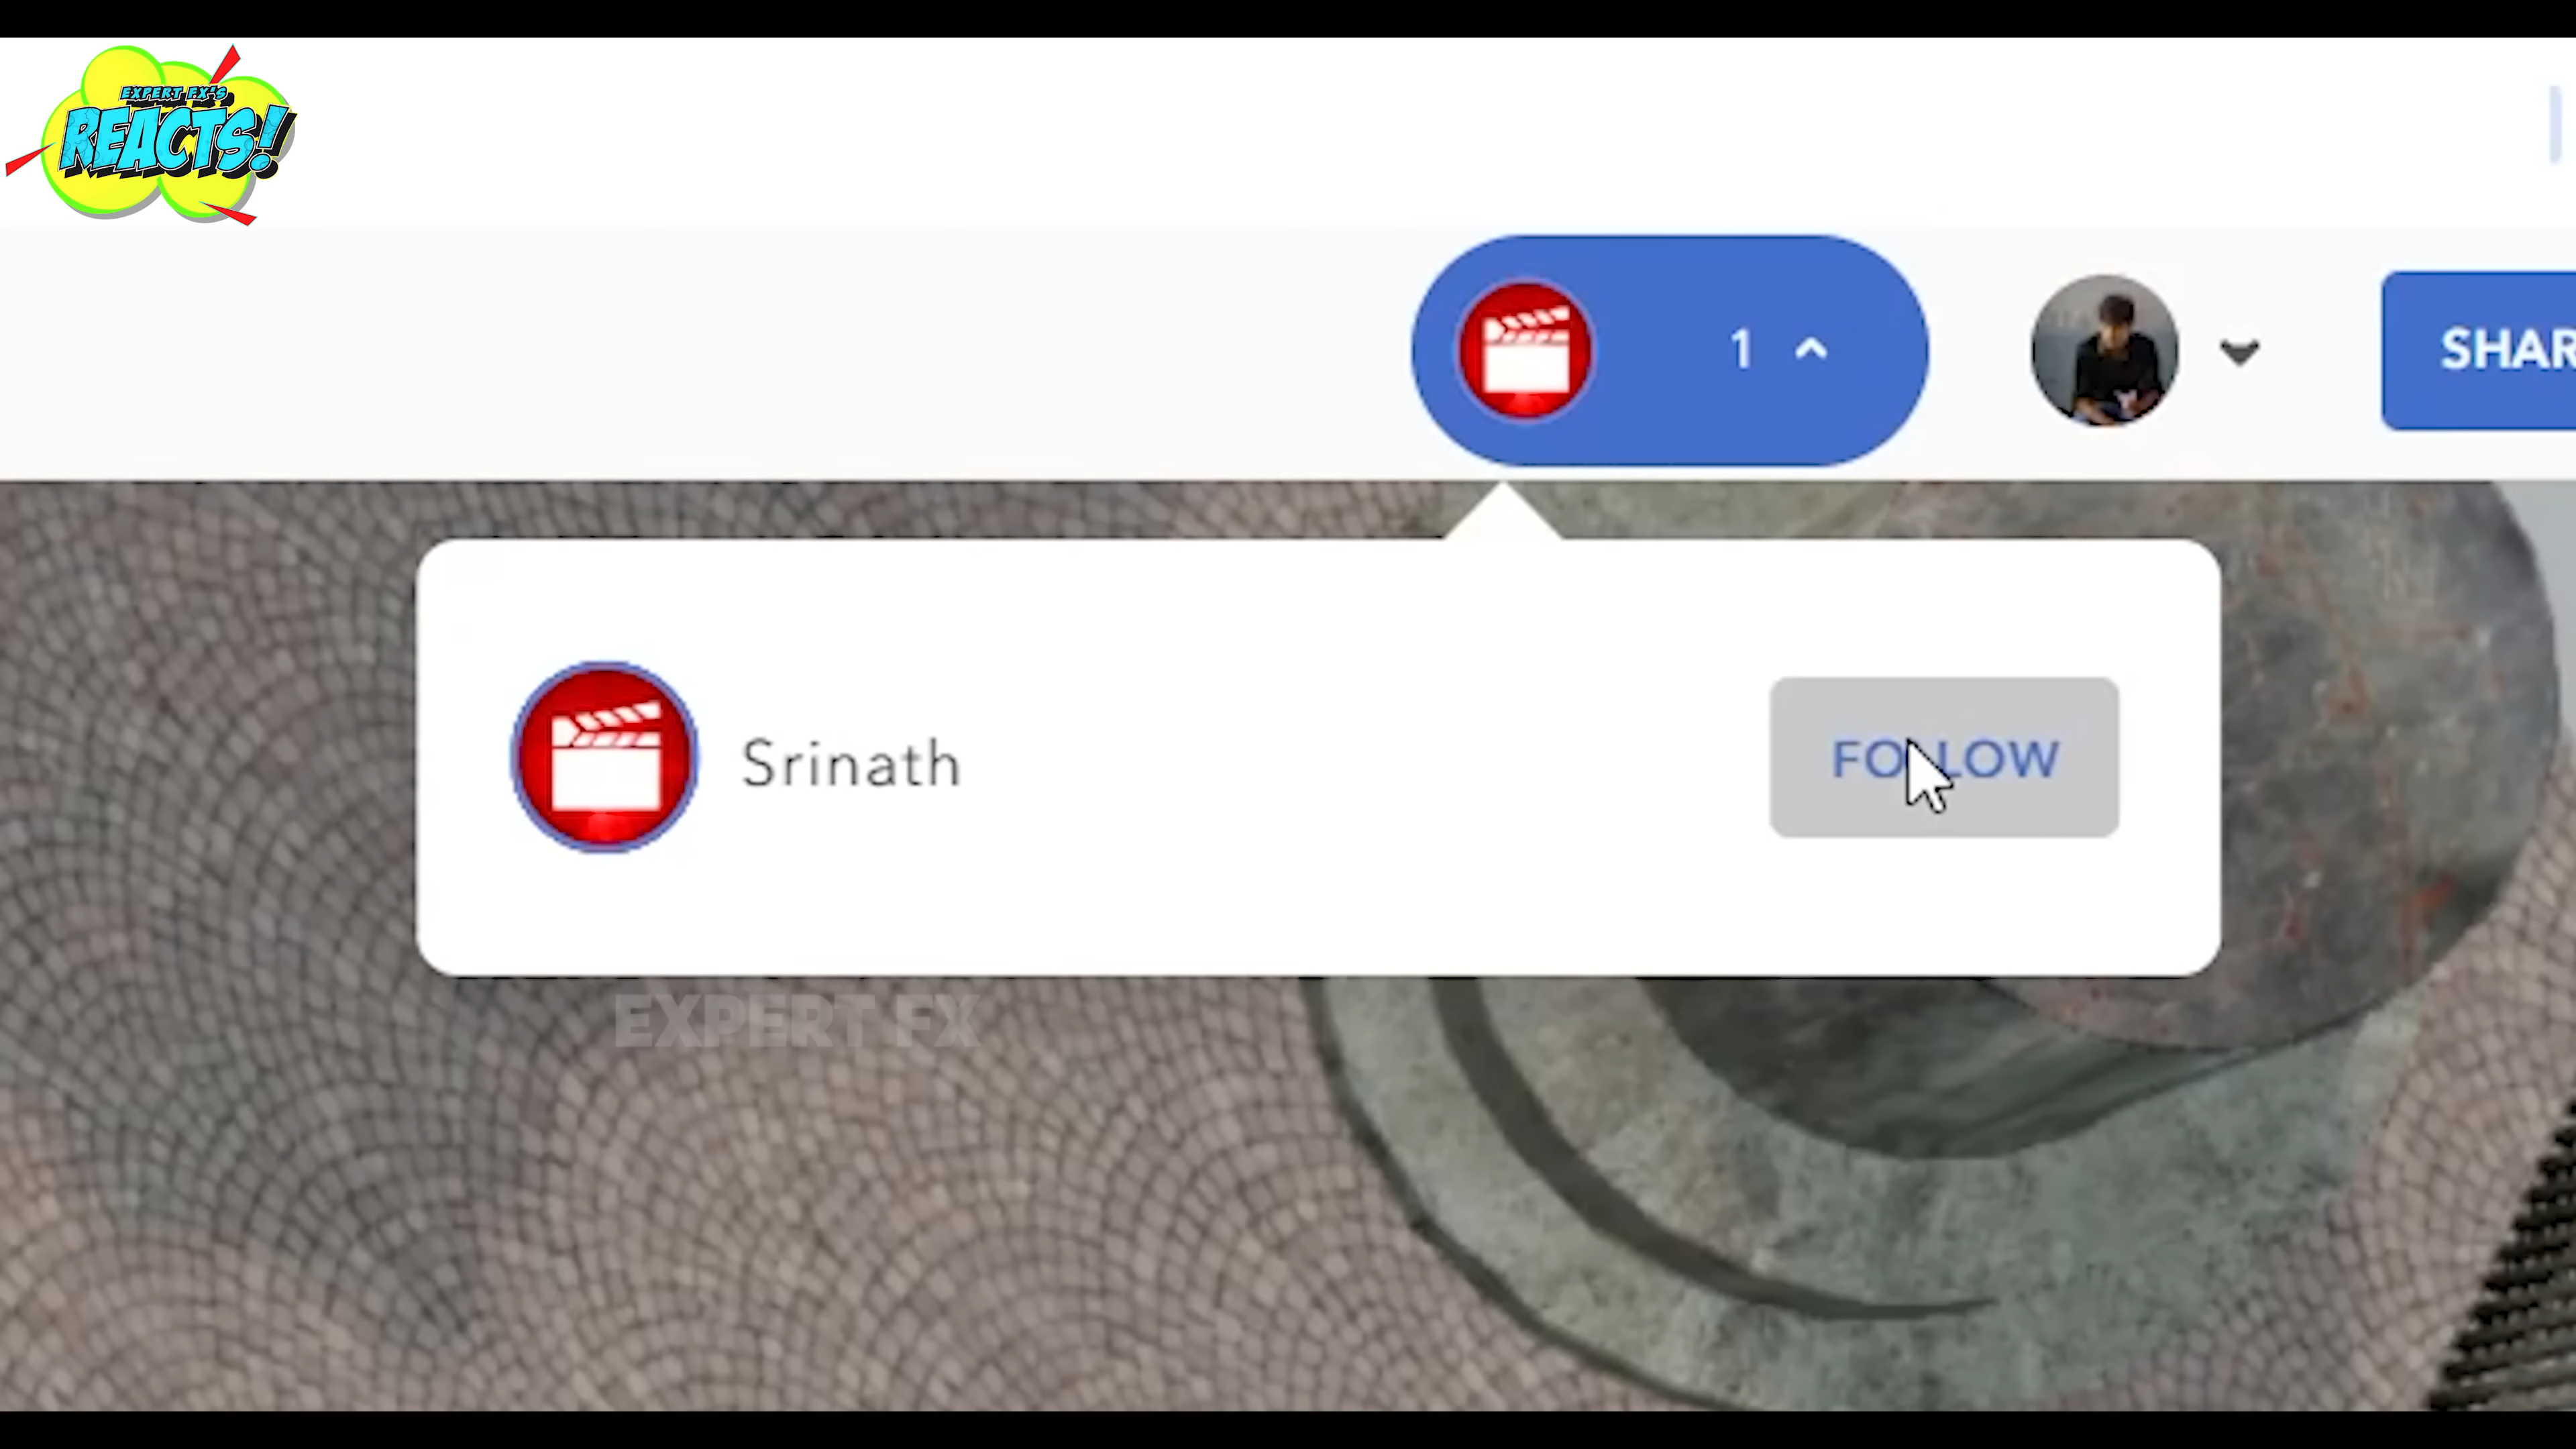 EXPERT FX'S
REACTS!
1
SHAR
Srinath
FOLLOW
EXPERT FX